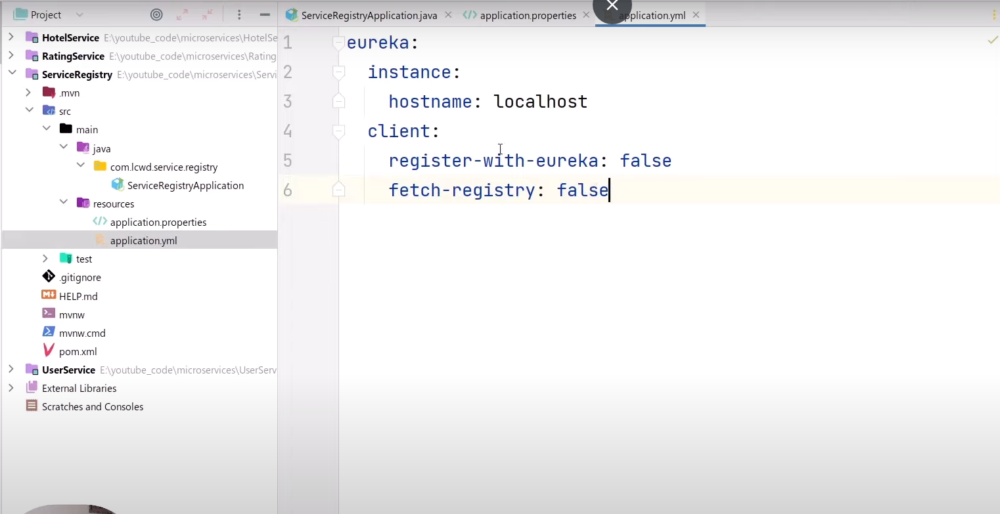 Project
ServiceRegistryApplication.java
application.properties
application.yml
HotelService E:\youtube_code\microservices\HotelSe
RatingService E:\youtube_code\microservices\Rating
ServiceRegistry E:\youtube_code\microservices\Servi
.mvn
src
main
java
com.lcwd.service.registry
ServiceRegistryApplication
resources
application.properties
application.yml
test
.gitignore
HELP.md
mvnw
mvnw.cmd
pom.xml
UserService E:\youtube_code\microservices\UserServ
External Libraries
Scratches and Consoles
1 eureka:
2 instance:
3 hostname: localhost
4 client:
5 register-with-eureka: false
6 fetch-registry: false